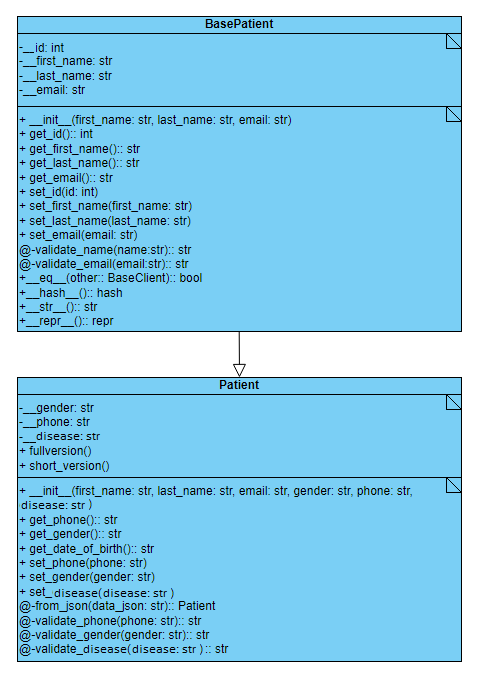 BasePatient
-__id: int
-__first_name: str
-__last_name: str
-__email: str
+ __init__(first_name: str, last_name: str, email: str)
+ get_id():: int
+ get_first_name():: str
+ get_last_name():: str
+ get_email():: str
+ set_id(id: int)
+ set_first_name(first_name: str)
+ set_last_name(last_name: str)
+ set_email(email: str)
@-validate_name(name:str):: str
@-validate_email(email:str):: str
+__eq__(other:: BaseClient):: bool
+__hash__():: hash
+__str__():: str
+__repr__():: repr
Patient
-__gender: str
-__phone: str
-__disease: str
+ fullversion()
+ short_version()
+ __init__(first_name: str, last_name: str, email: str, gender: str, phone: str,
disease: str )
+ get_phone():: str
+ get_gender():: str
+ get_date_of_birth():: str
+ set_phone(phone: str)
+ set_gender(gender: str)
+ set_disease(disease: str )
@-from_json(data_json: str):: Patient
@-validate_phone(phone: str):: str
@-validate_gender(gender: str):: str
@-validate_disease(disease: str ):: str